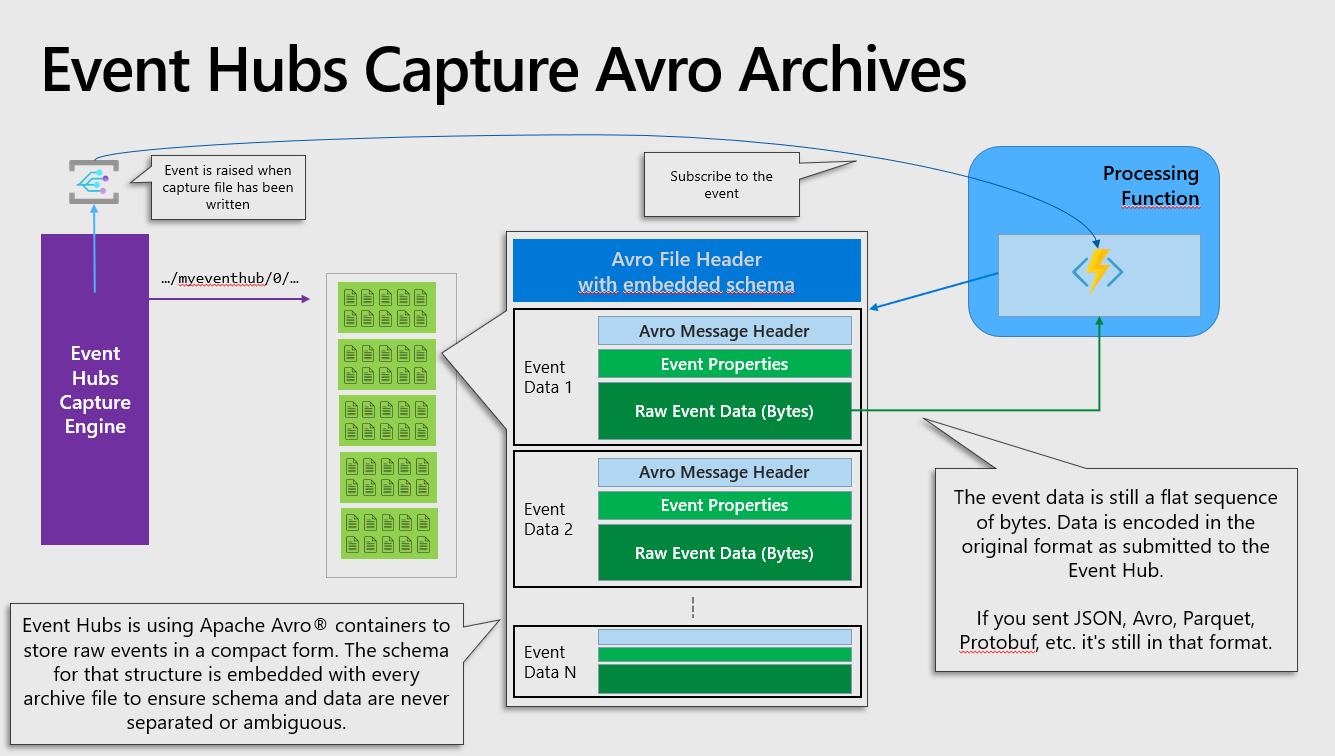 Event Hubs Capture Avro Archives
Event is raised when
capture file has been
written
Subscribe to the
event
Processing
Function
…/myeventhub/0/…
Event
Hubs
Capture
Engine
Avro File Header
with embedded schema
Event
Data 1
Avro Message Header
Event Properties
Raw Event Data (Bytes)
Event
Data 2
Avro Message Header
Event Properties
Raw Event Data (Bytes)
Event
Data N
The event data is still a flat sequence
of bytes. Data is encoded in the
original format as submitted to the
Event Hub.
If you sent JSON, Avro, Parquet,
Protobuf, etc. it's still in that format.
Event Hubs is using Apache Avro® containers to
store raw events in a compact form. The schema
for that structure is embedded with every
archive file to ensure schema and data are never
separated or ambiguous.